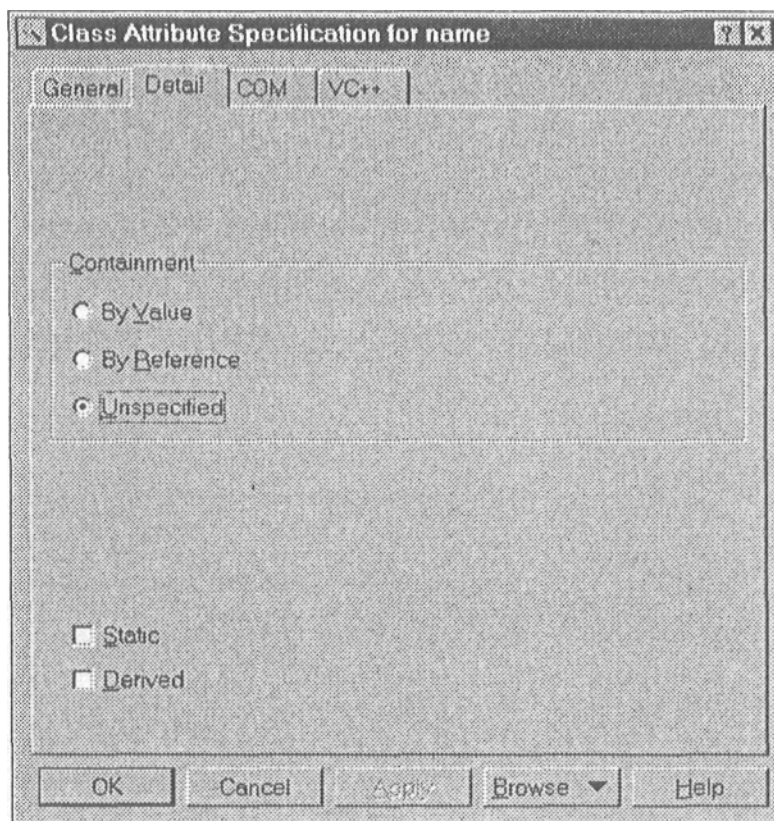 Class Attribute Specification for name
General Detail COM VC++
Containment
By Value
By Reference
Unspecified
Static
Derived
OK Cancel Apply Browse Help